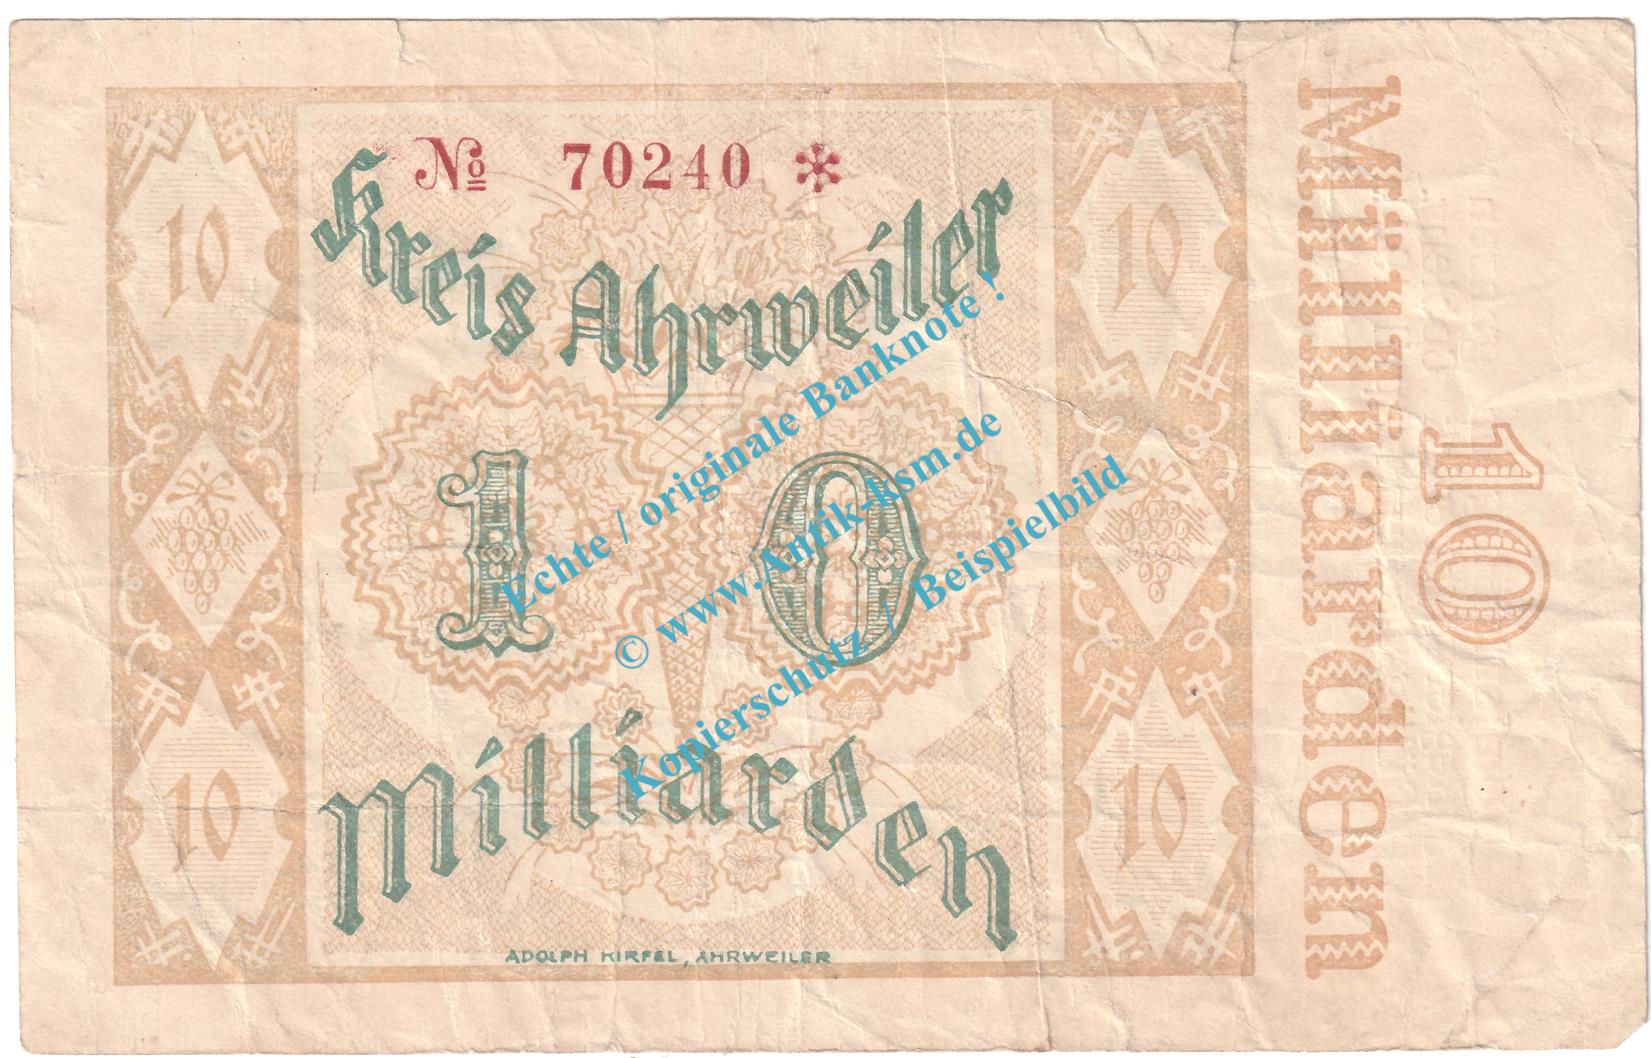 № 70240 *
Kreis Ahrweiler
10
Milliarden
ADOLPH KIRFEL, AHRWEILER
10
10
10
10
Milliarden
10
Echte / originale Banknote !
© www.Antik-ksm.de
Kopierschutz / Beispielbild